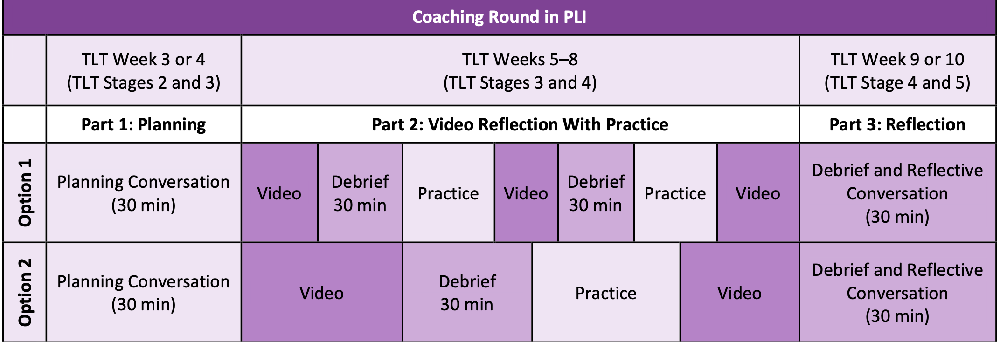 Coaching Round in PLI
TLT Week 3 or 4
(TLT Stages 2 and 3)
TLT Weeks 5–8
(TLT Stages 3 and 4)
TLT Week 9 or 10
(TLT Stage 4 and 5)
Part 1: Planning
Part 2: Video Reflection With Practice
Part 3: Reflection
Option 1
Planning Conversation
(30 min)
Video
Debrief
30 min
Practice
Video
Debrief
30 min
Practice
Video
Debrief and Reflective
Conversation
(30 min)
Option 2
Planning Conversation
(30 min)
Video
Debrief
30 min
Practice
Video
Debrief and Reflective
Conversation
(30 min)